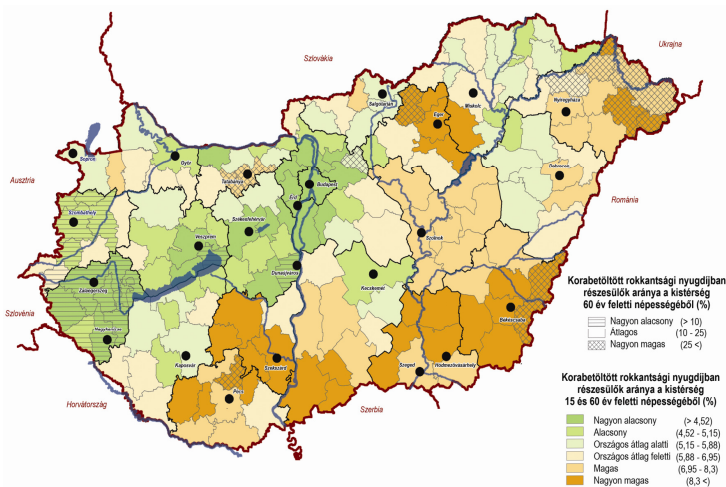 Szlovákia
Ukrajna
Salgótarján
Miskolc
Nyíregyháza
Eger
Sopron
Győr
Tatabánya
Budapest
Debrecen
Ausztria
Érd
Románia
Szombathely
Székesfehérvár
Veszprém
Szolnok
Dunaújváros
Zalaegerszeg
Kecskemét
Szlovénia
Békéscsaba
Nagykanizsa
Kaposvár
Szekszárd
Szeged
Hódmezővásárhely
Pécs
Horvátország
Szerbia
Korabetöltött rokkantsági nyugdíjban
részesülők aránya a kistérség
60 év feletti népességéből (%)
Nagyon alacsony (> 10)
Átlagos (10 - 25)
Nagyon magas (25 <)
Korabetöltött rokkantsági nyugdíjban
részesülők aránya a kistérség
15 és 60 év feletti népességéből (%)
Nagyon alacsony (> 4,52)
Alacsony (4,52 - 5,15)
Országos átlag alatti (5,15 - 5,88)
Országos átlag feletti (5,88 - 6,95)
Magas (6,95 - 8,3)
Nagyon magas (8,3 <)